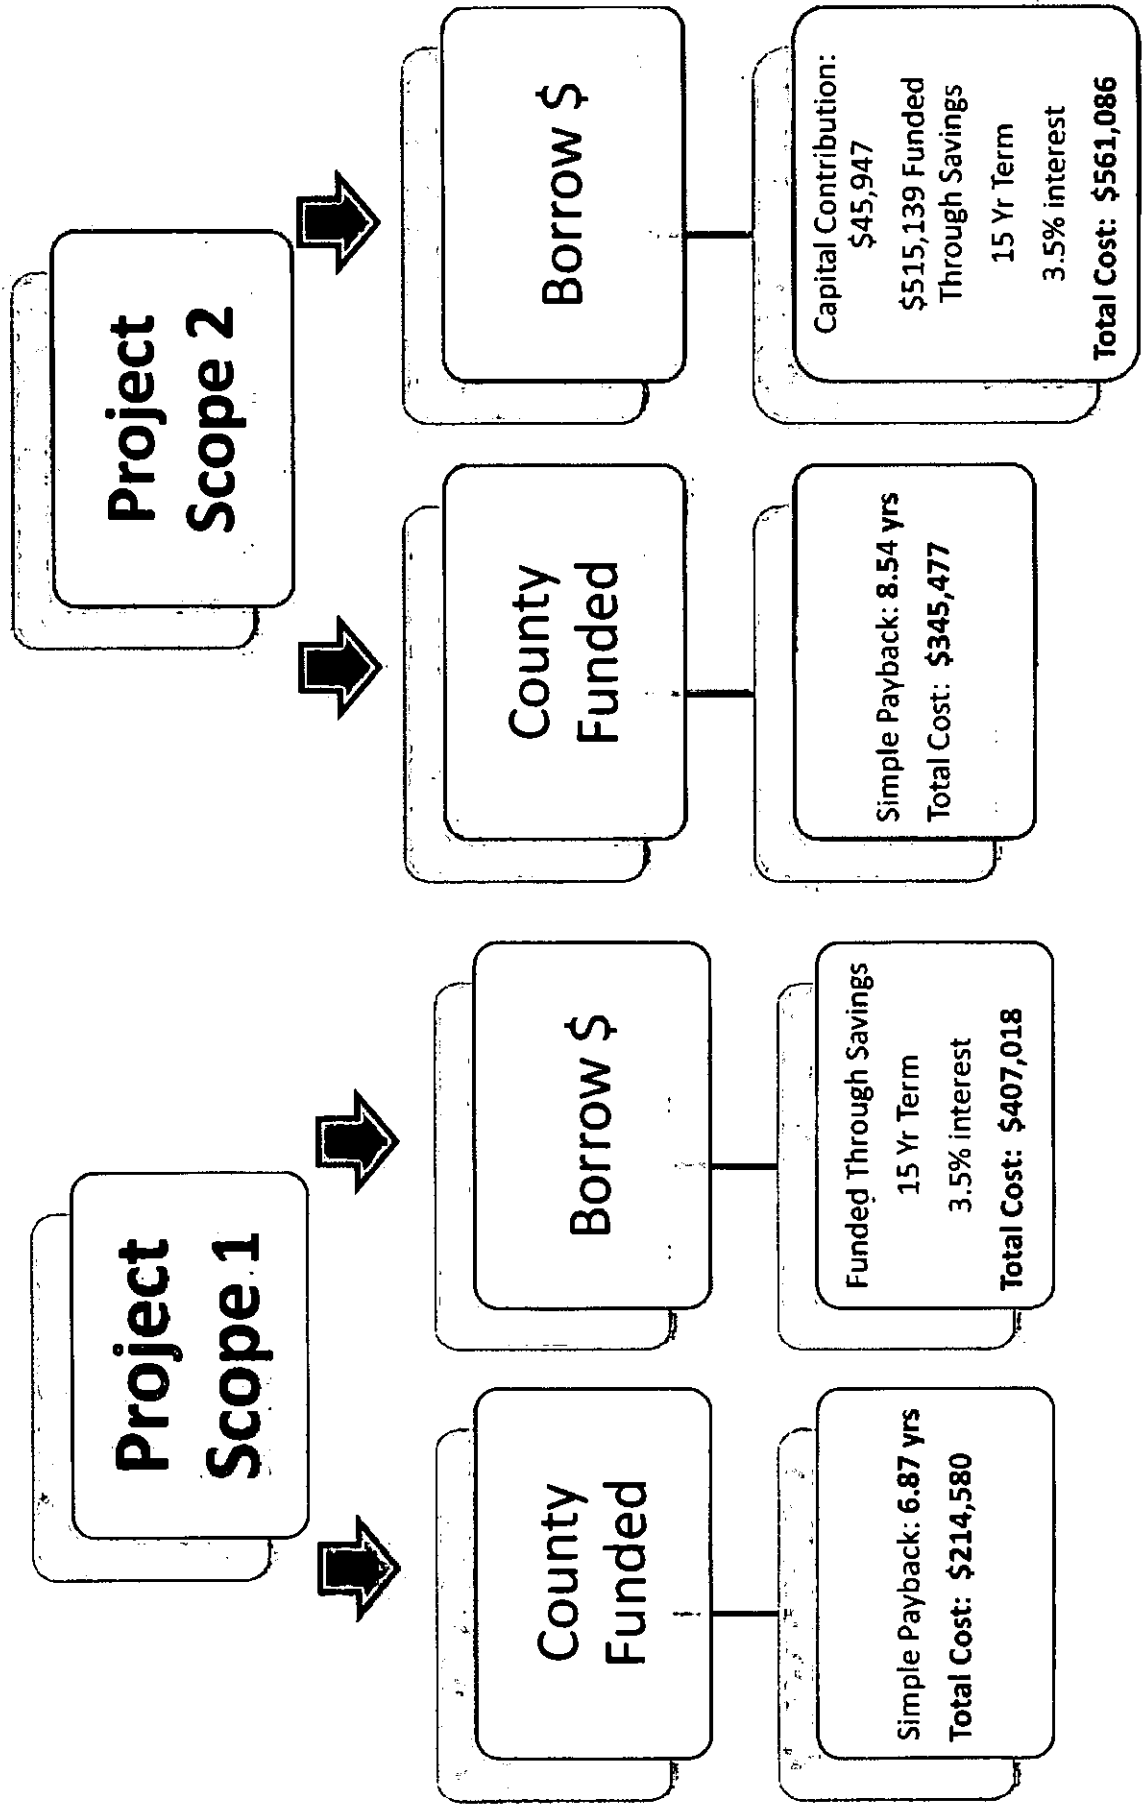 Project
Scope 1
County
Funded
Simple Payback: 6.87 yrs
Total Cost: $214,580
Borrow $
Funded Through Savings
15 Yr Term
3.5% interest
Total Cost: $407,018
Project
Scope 2
County
Funded
Simple Payback: 8.54 yrs
Total Cost: $345,477
Borrow $
Capital Contribution:
$45,947
$515,139 Funded
Through Savings
15 Yr Term
3.5% interest
Total Cost: $561,086